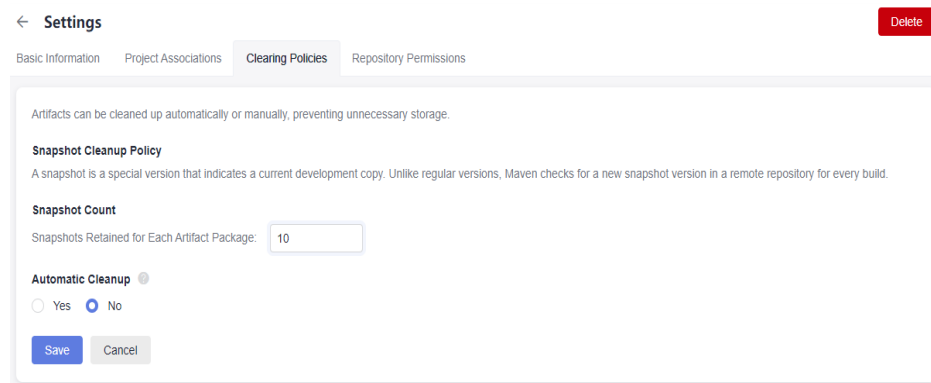 Settings
Delete
Basic Information Project Associations Clearing Policies Repository Permissions
Artifacts can be cleaned up automatically or manually, preventing unnecessary storage.
Snapshot Cleanup Policy
A snapshot is a special version that indicates a current development copy. Unlike regular versions, Maven checks for a new snapshot version in a remote repository for every build.
Snapshot Count
Snapshots Retained for Each Artifact Package: 10
Automatic Cleanup ?
Yes No
Save Cancel